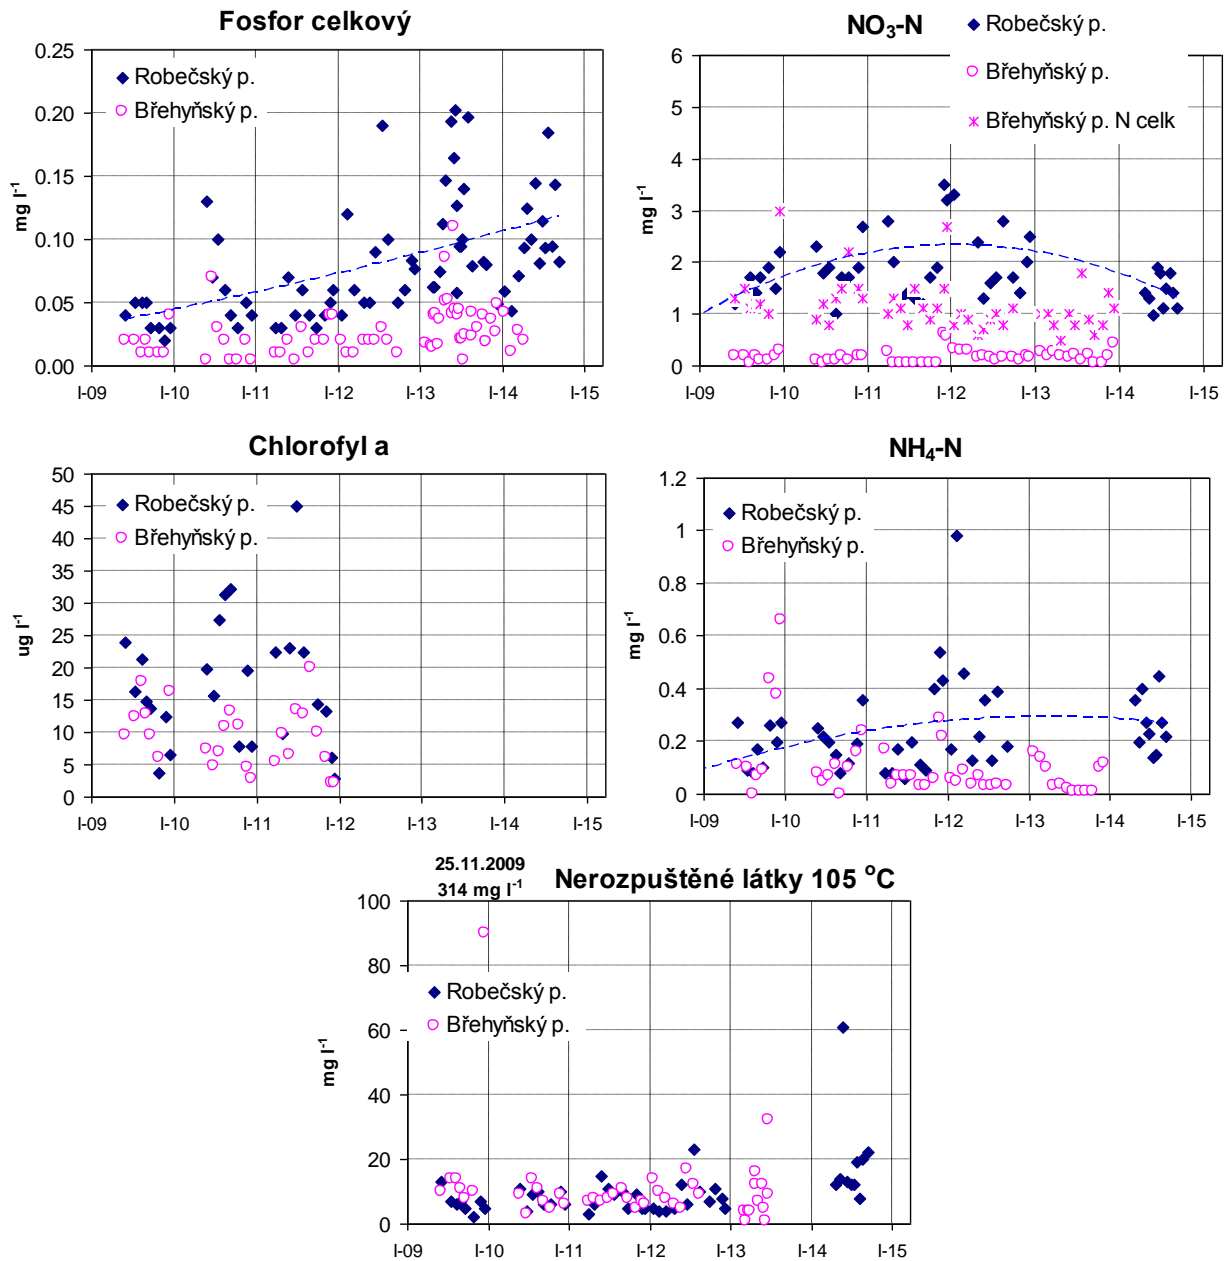 Fosfor celkový
0.25
0.20
0.15
0.10
0.05
0.00
mg l-1
Robečský p.
Břehyňský p.
I-09 I-10 I-11 I-12 I-13 I-14 I-15
NO3-N
Robečský p.
Břehyňský p.
Břehyňský p. N celk
6
5
4
3
2
1
0
mg l-1
I-09 I-10 I-11 I-12 I-13 I-14 I-15
Chlorofyl a
50
45
40
35
30
25
20
15
10
5
0
ug l-1
Robečský p.
Břehyňský p.
I-09 I-10 I-11 I-12 I-13 I-14 I-15
NH4-N
1.2
1
0.8
0.6
0.4
0.2
0
mg l-1
Robečský p.
Břehyňský p.
I-09 I-10 I-11 I-12 I-13 I-14 I-15
25.11.2009
314 mg l-1
Nerozpuštěné látky 105 °C
100
80
60
40
20
0
mg l-1
Robečský p.
Břehyňský p.
I-09 I-10 I-11 I-12 I-13 I-14 I-15